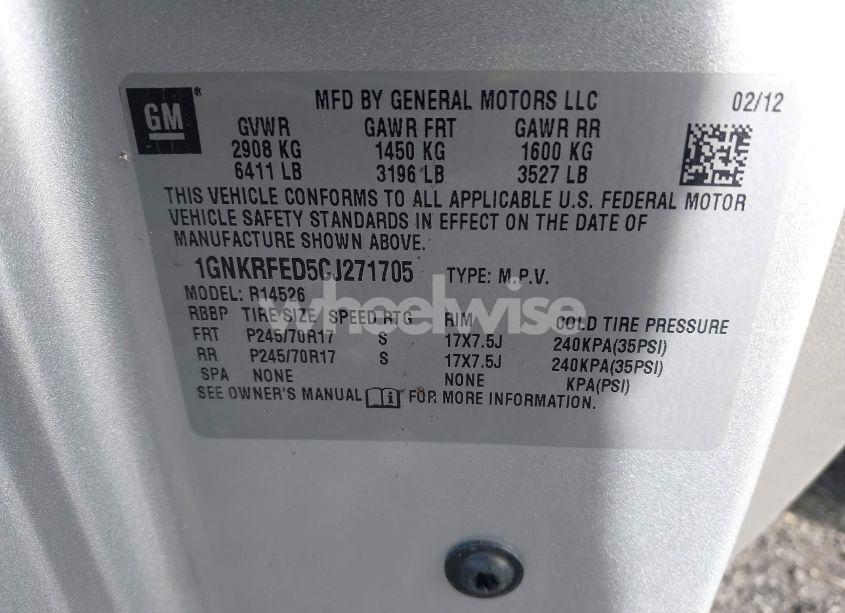 GM®
MFD BY GENERAL MOTORS LLC 02/12
GVWR GAWR FRT GAWR RR
2908 KG 1450 KG 1600 KG
6411 LB 3196 LB 3527 LB
THIS VEHICLE CONFORMS TO ALL APPLICABLE U.S. FEDERAL MOTOR
VEHICLE SAFETY STANDARDS IN EFFECT ON THE DATE OF
MANUFACTURE SHOWN ABOVE.
1GNKRFED5CJ271705 TYPE: M.P.V.
MODEL: R14526
wheelwise
RBBP TIRE SIZE SPEED RTG RIM COLD TIRE PRESSURE
FRT P245/70R17 S 17X7.5J 240KPA(35PSI)
RR P245/70R17 S 17X7.5J 240KPA(35PSI)
SPA NONE NONE KPA(PSI)
SEE OWNER'S MANUAL FOR MORE INFORMATION.